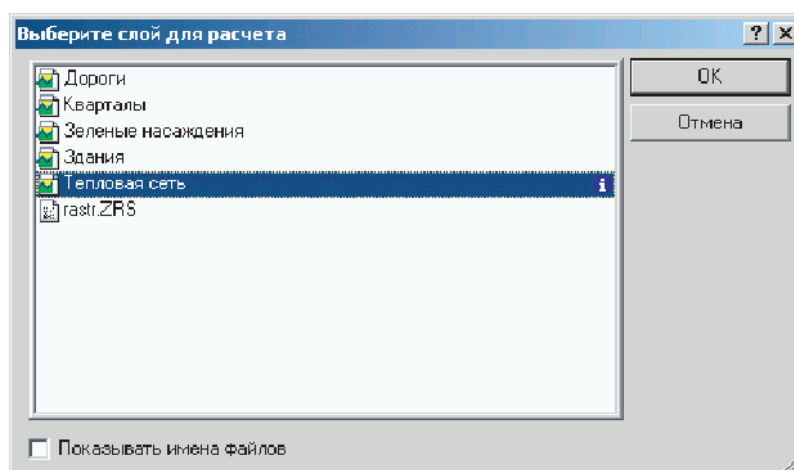 Выберите слой для расчета
Дороги
Кварталы
Зеленые насаждения
Здания
Тепловая сеть
rastr.ZRS
OK
Отмена
Показывать имена файлов